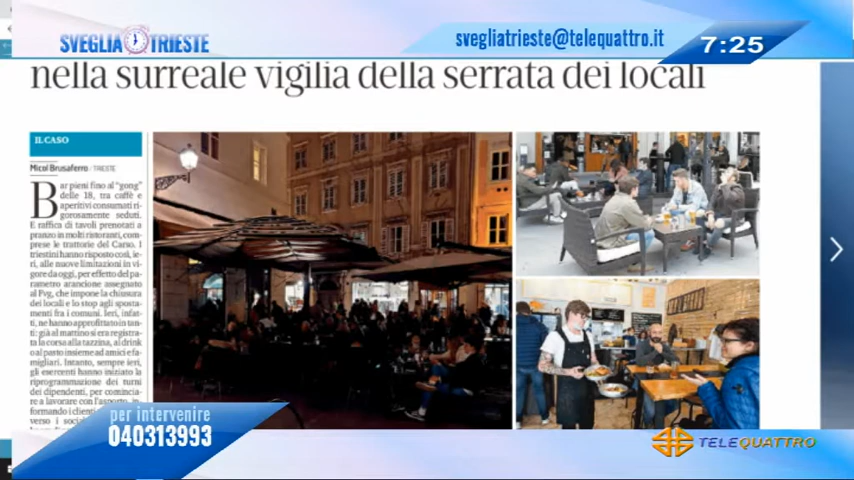 SVEGLIA TRIESTE
svegliatrieste@telequattro.it
7:25
nella surreale vigilia della serrata dei locali
IL CASO
Micol Brusaferro / TRIESTE
Bar pieni fino al "gong"
delle 18, tra caffè e
aperitivi consumati ri-
gorosamente seduti.
E raffica di tavoli prenotati a
pranzo in molti ristoranti, com-
prese le trattorie del Carso. I
triestini hanno risposto così, ie-
ri, alle nuove limitazioni in vi-
gore da oggi, per effetto del pa-
rametro arancione assegnato
al Fvg, che impone la chiusura
dei locali e lo stop agli sposta-
menti fra i comuni. Ieri, infat-
ti, ne hanno approfittato in tan-
ti: già al mattino si era registra-
ta la corsa alla tazzina, ai drink
o al pasto insieme ad amici e fa-
migliari. Intanto, sempre ieri,
gli esercenti hanno iniziato la
riprogrammazione dei turni
dei dipendenti, per comincia-
re a lavorare con l'asporto, in-
formando i clienti
verso i social
per intervenire
040313993
TELEQUATTRO